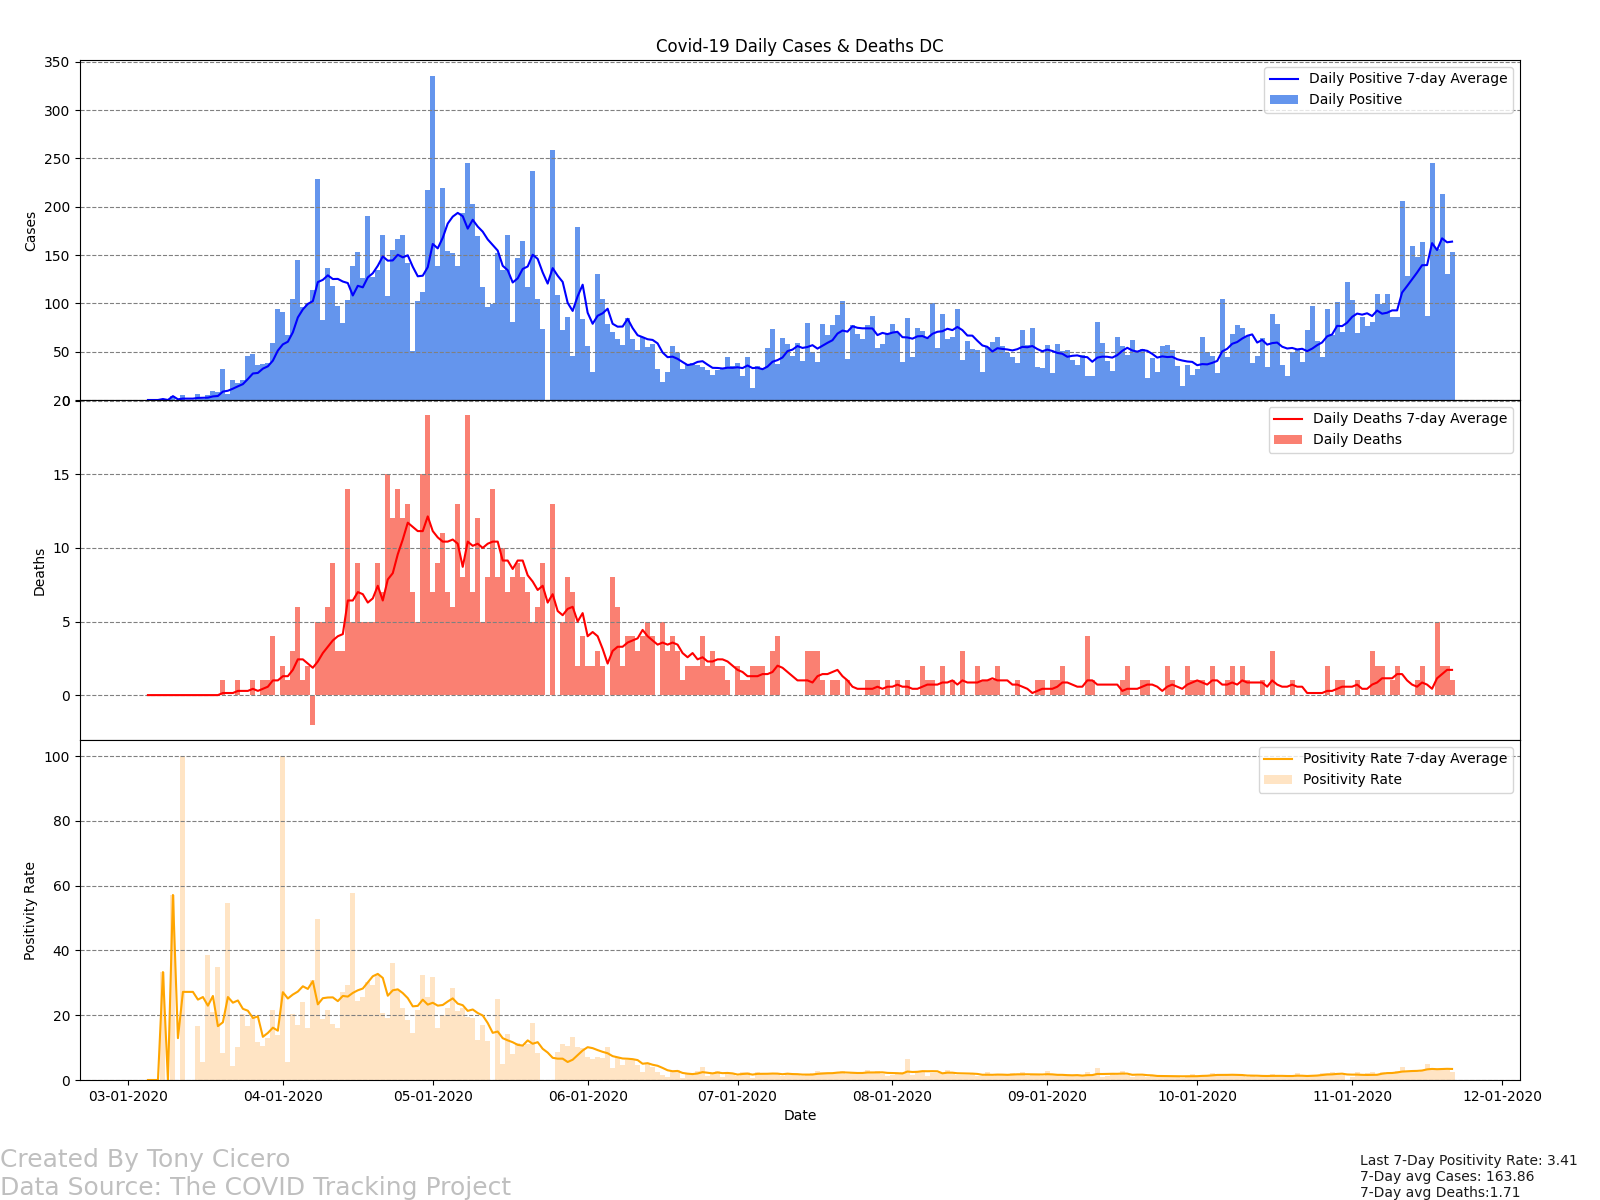 Covid-19 Daily Cases & Deaths DC
350
300
250
200
150
100
50
0
Cases
Daily Positive 7-day Average
Daily Positive
20
15
10
5
0
Deaths
Daily Deaths 7-day Average
Daily Deaths
100
80
60
40
20
0
Positivity Rate
Positivity Rate 7-day Average
Positivity Rate
03-01-2020 04-01-2020 05-01-2020 06-01-2020 07-01-2020 08-01-2020 09-01-2020 10-01-2020 11-01-2020 12-01-2020
Date
Created By Tony Cicero
Data Source: The COVID Tracking Project
Last 7-Day Positivity Rate: 3.41
7-Day avg Cases: 163.86
7-Day avg Deaths:1.71